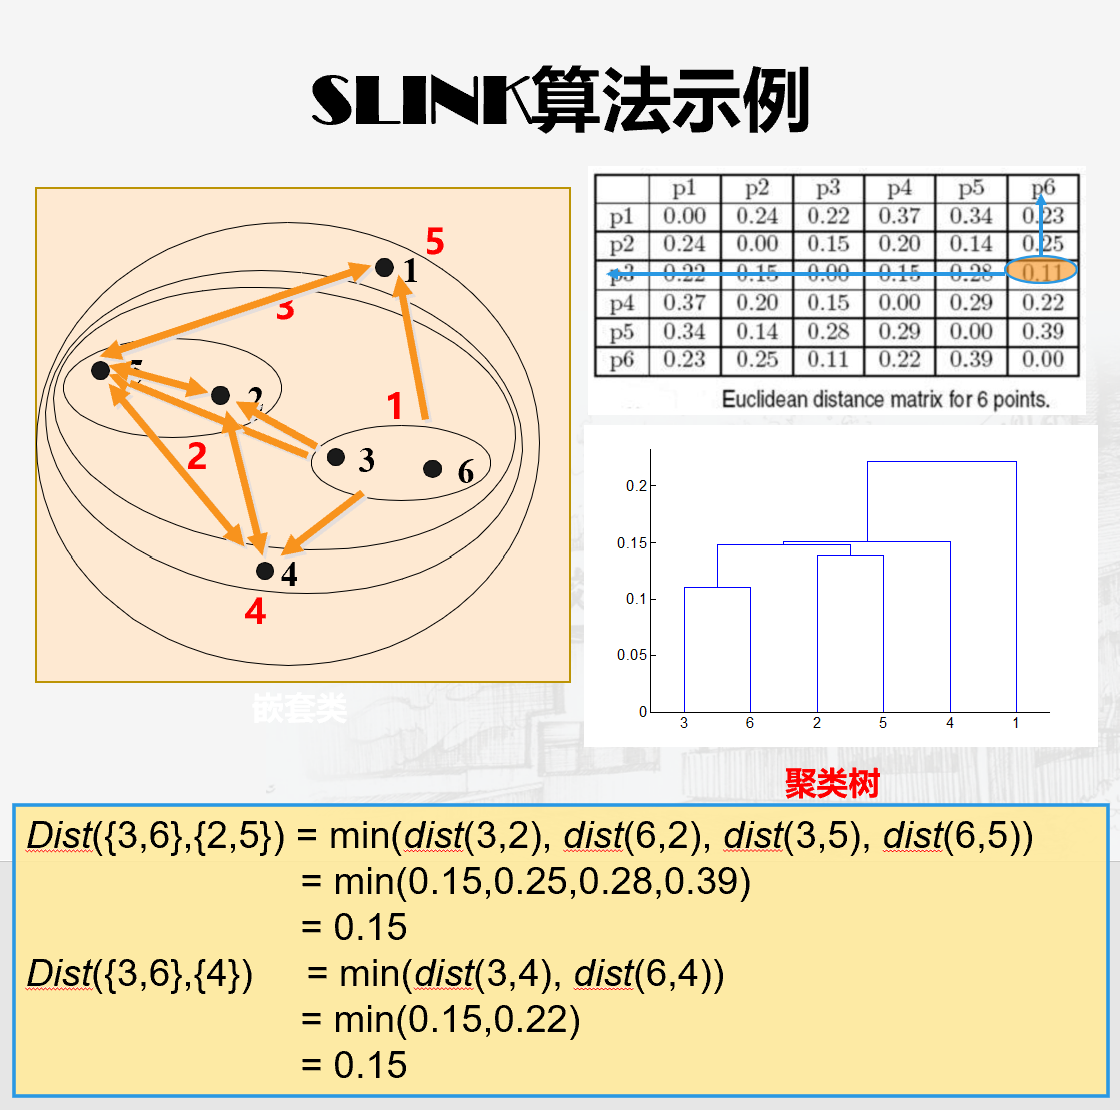 SLINK算法示例
5
1
3
5
2
1
2
3
6
4
4
嵌套类
p1 p2 p3 p4 p5 p6
p1 0.00 0.24 0.22 0.37 0.34 0.23
p2 0.24 0.00 0.15 0.20 0.14 0.25
p3 0.22 0.15 0.00 0.15 0.28 0.11
p4 0.37 0.20 0.15 0.00 0.29 0.22
p5 0.34 0.14 0.28 0.29 0.00 0.39
p6 0.23 0.25 0.11 0.22 0.39 0.00
Euclidean distance matrix for 6 points.
0.2
0.15
0.1
0.05
0
3 6 2 5 4 1
聚类树
Dist({3,6},{2,5}) = min(dist(3,2), dist(6,2), dist(3,5), dist(6,5))
= min(0.15,0.25,0.28,0.39)
= 0.15
Dist({3,6},{4}) = min(dist(3,4), dist(6,4))
= min(0.15,0.22)
= 0.15